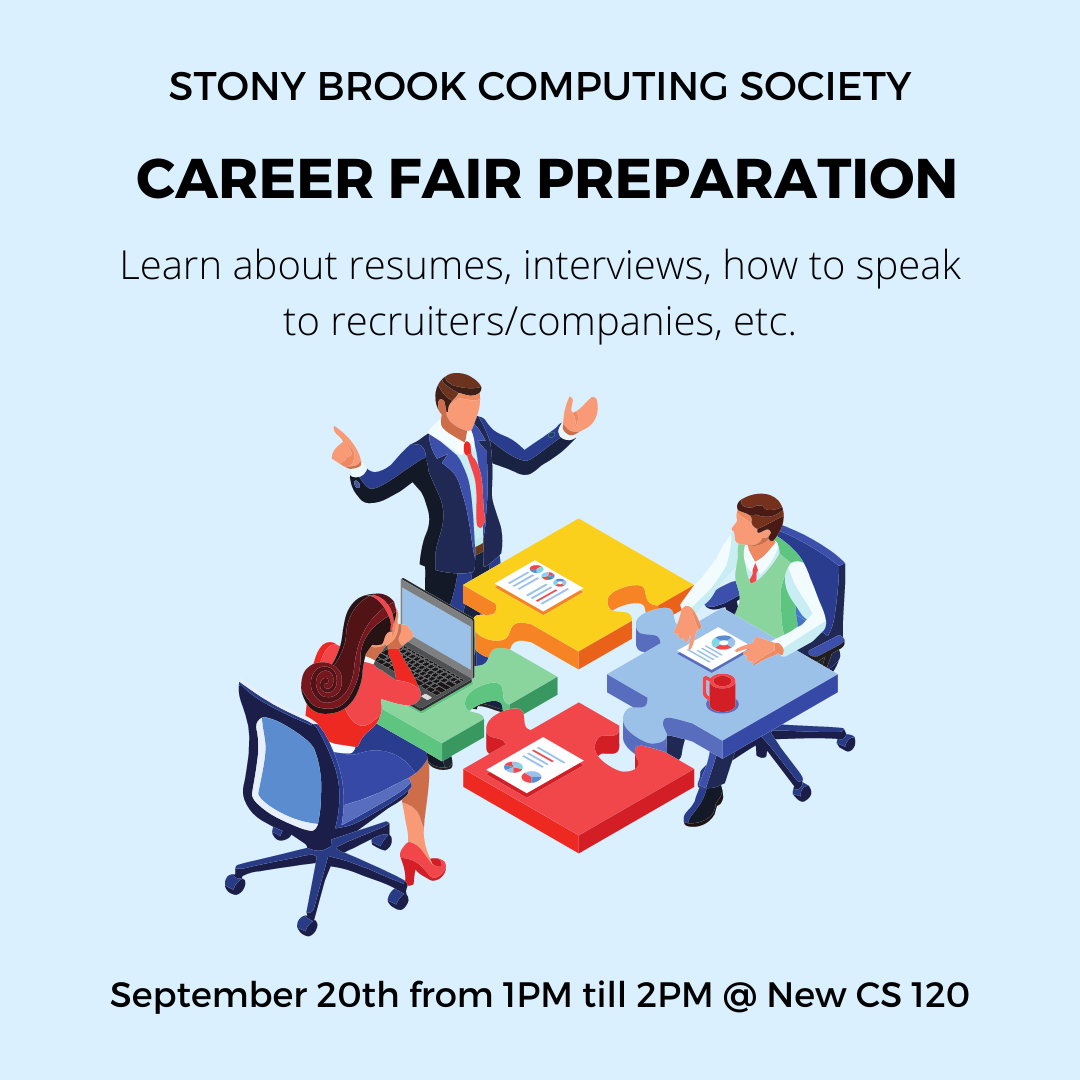 STONY BROOK COMPUTING SOCIETY
CAREER FAIR PREPARATION
Learn about resumes, interviews, how to speak
to recruiters/companies, etc.
September 20th from 1PM till 2PM @ New CS 120